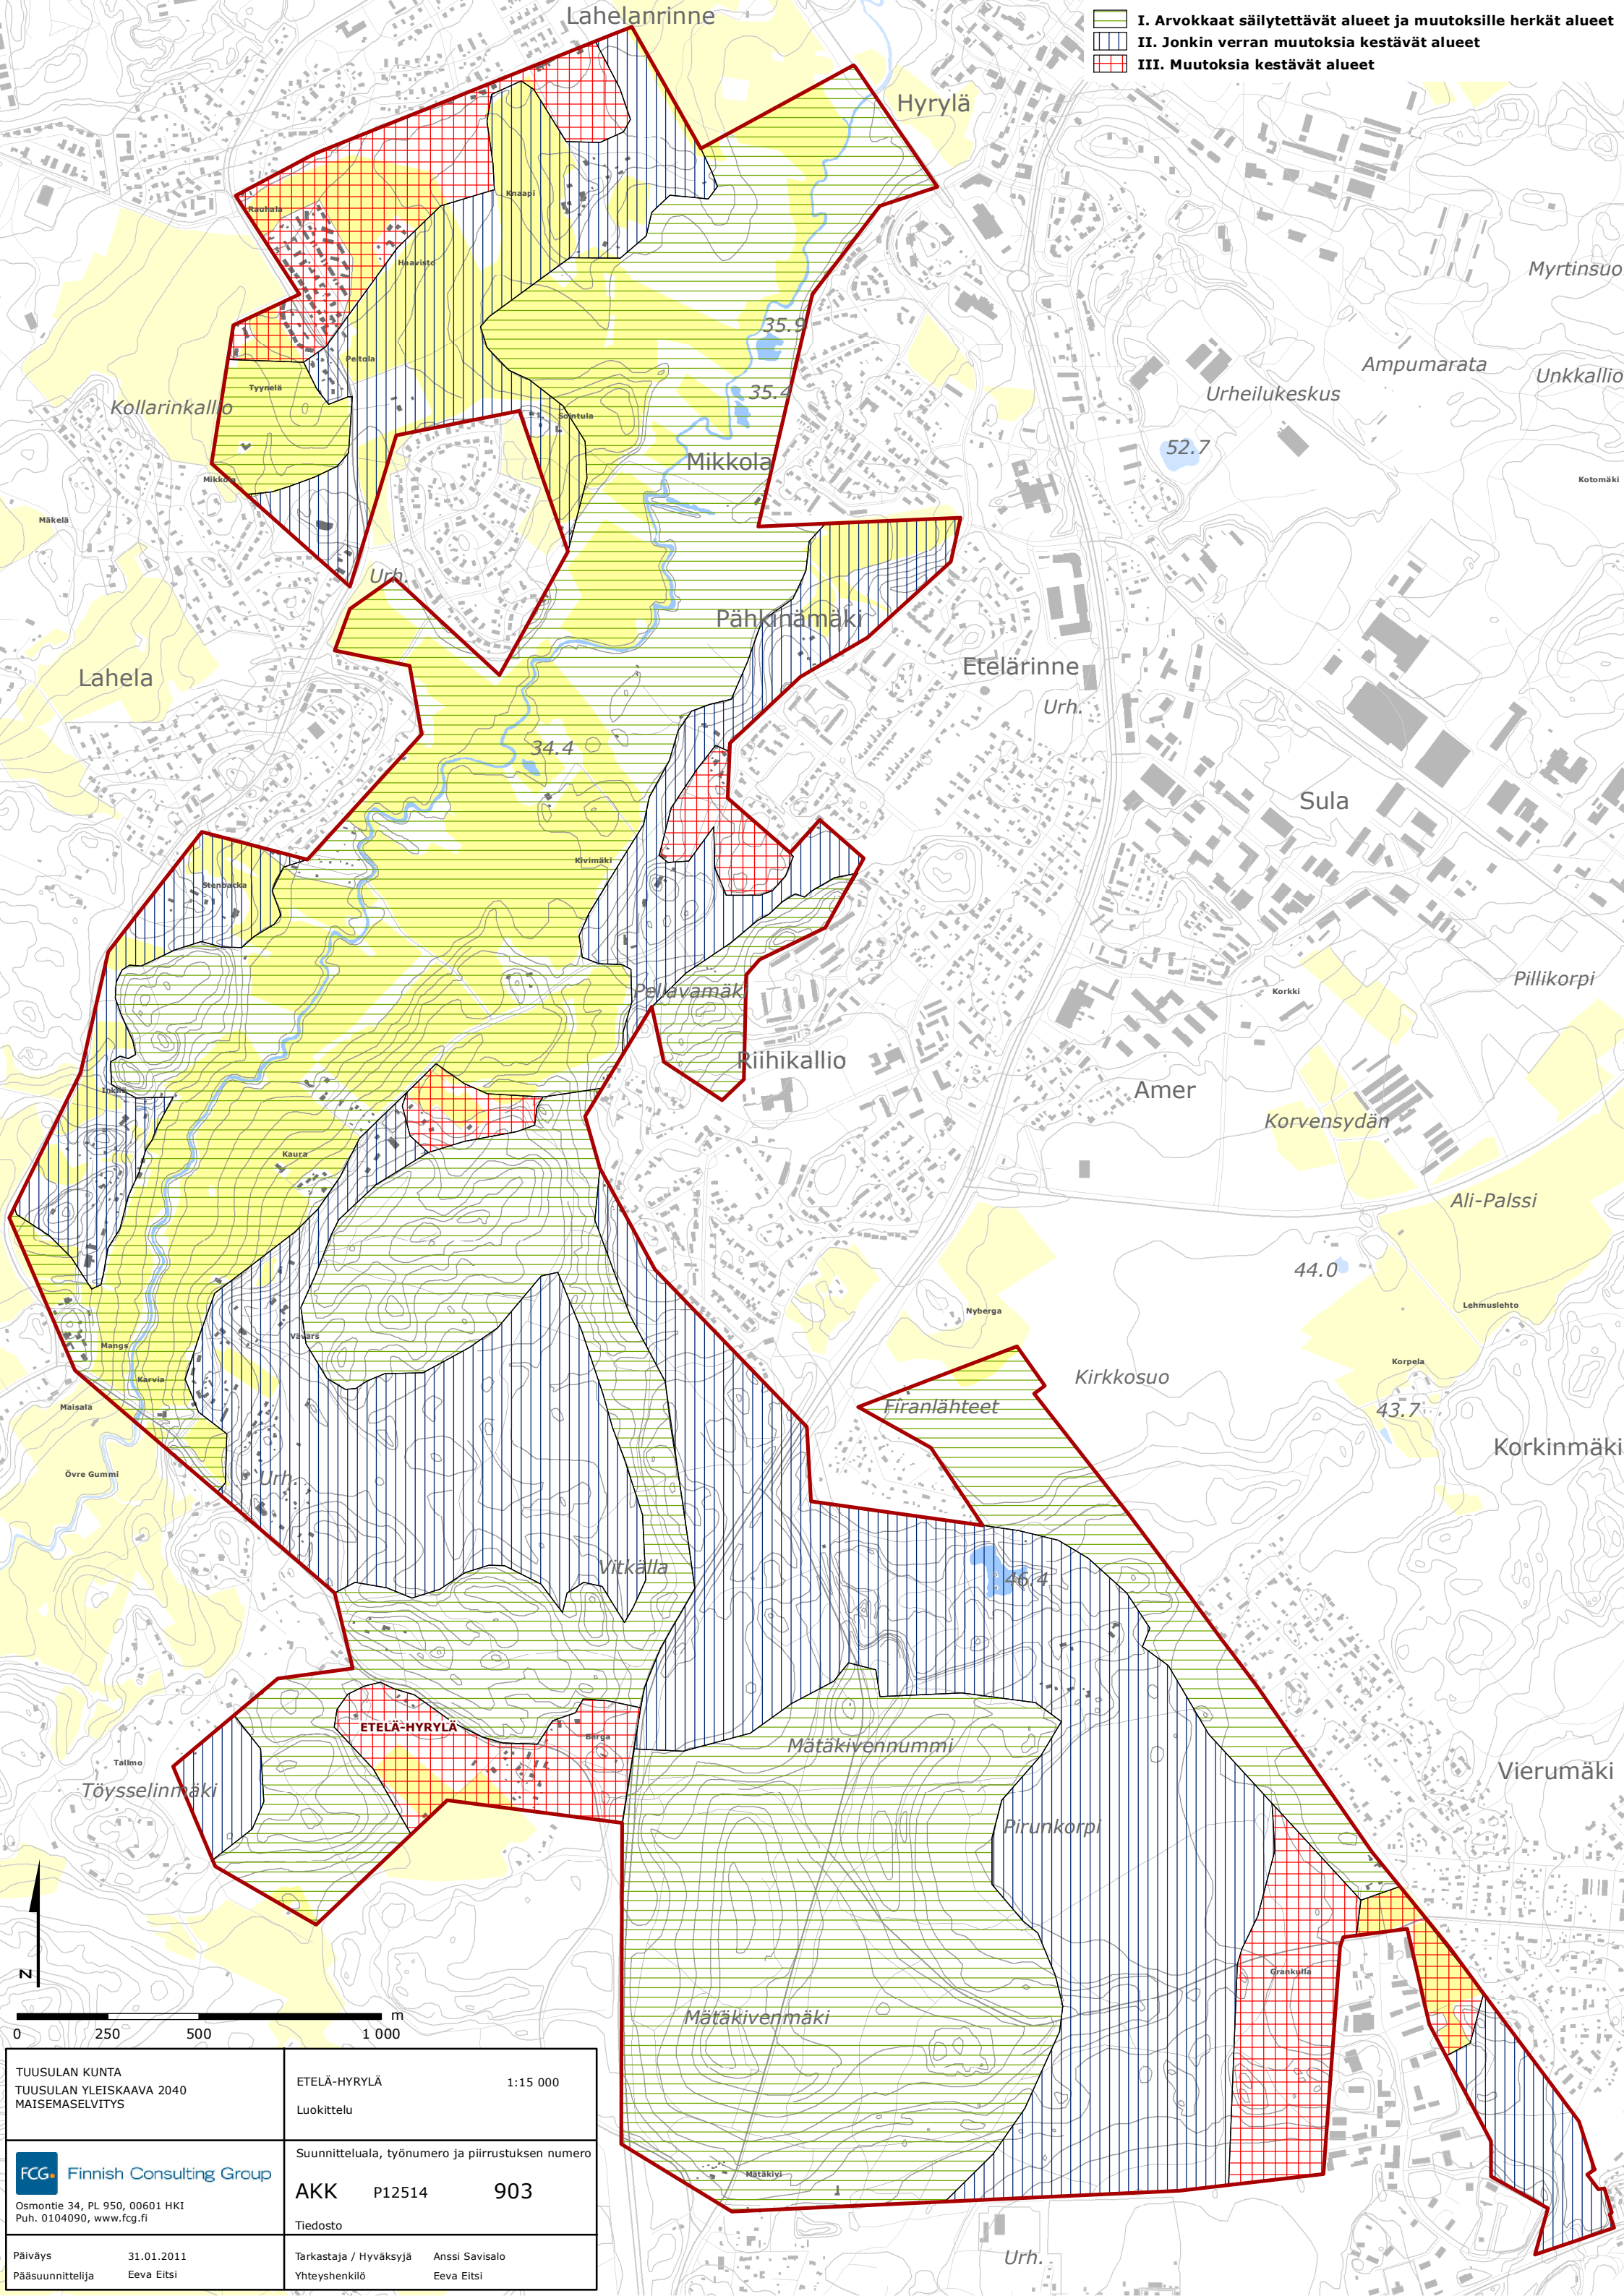 Lahelanrinne
I. Arvokkaat säilytettävät alueet ja muutoksille herkät alueet
II. Jonkin verran muutoksia kestävät alueet
III. Muutoksia kestävät alueet
Hyrylä
Knaapi
Rauhala
Haavisto
Myrtinsuo
35.9
Peltola
Ampumarata
Unkkallio
Tyynelä
35.4
Urheilukeskus
Kollarinkallio
Sointula
52.7
Mikkola
Mikkola
Kotomäki
Mäkelä
Urh.
Pähkinämäki
Lahela
Etelärinne
Urh.
34.4
Sula
Kivimäki
Stenbacka
Pellavamäki
Korkki
Pillikorpi
Riihikallio
Inkilä
Amer
Korvensydän
Kaura
Ali-Palssi
44.0
Nyberga
Lehmuslehto
Vävars
Mangs
Karvia
Korpela
Kirkkosuo
Maisala
Firanlähteet
43.7
Korkinmäki
Övre Gummi
Urh.
Vitkälla
46.4
ETELÄ-HYRYLÄ
Berga
Mätäkivennummi
Tallmo
Töysselinmäki
Vierumäki
Pirunkorpi
N
Grankulla
Mätäkivenmäki
m
0 250 500 1 000
TUUSULAN KUNTA
TUUSULAN YLEISKAAVA 2040
MAISEMASELVITYS
ETELÄ-HYRYLÄ 1:15 000
Luokittelu
FCG. Finnish Consulting Group
Osmontie 34, PL 950, 00601 HKI
Puh. 0104090, www.fcg.fi
Suunnitteluala, työnumero ja piirrustuksen numero
AKK P12514 903
Tiedosto
Mätäkivi
Urh.
Päiväys 31.01.2011
Pääsuunnittelija Eeva Eitsi
Tarkastaja / Hyväksyjä Anssi Savisalo
Yhteyshenkilö Eeva Eitsi